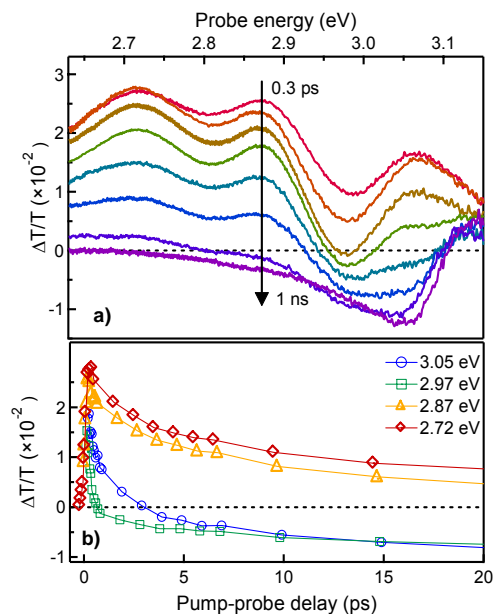 Probe energy (eV)
2.7 2.8 2.9 3.0 3.1
ΔT/T (×10⁻²)
3
2
1
0
-1
0.3 ps
1 ns
a)
ΔT/T (×10⁻²)
2
1
0
-1
3.05 eV
2.97 eV
2.87 eV
2.72 eV
b)
0 5 10 15 20
Pump-probe delay (ps)